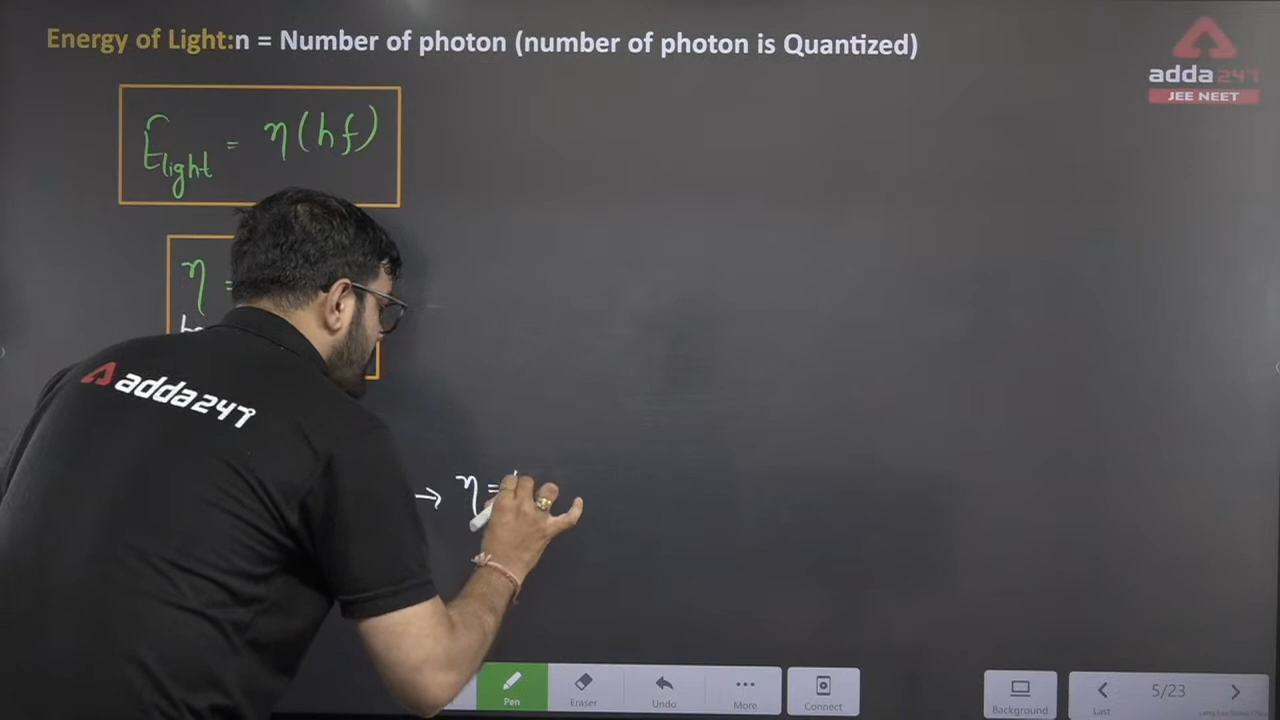 Energy of Light:n = Number of photon (number of photon is Quantized)
adda247
JEE NEET
E light = η(hf)
η =
adda247
→ η =
Pen
Eraser
Undo
More
Connect
Background
Last
5/23